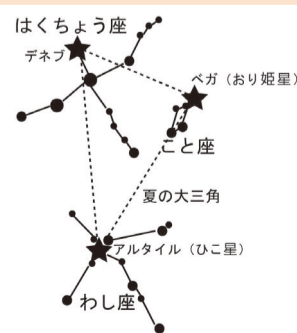 はくちょう座
デネブ
ベガ（おり姫星）
こと座
夏の大三角
アルタイル（ひこ星）
わし座